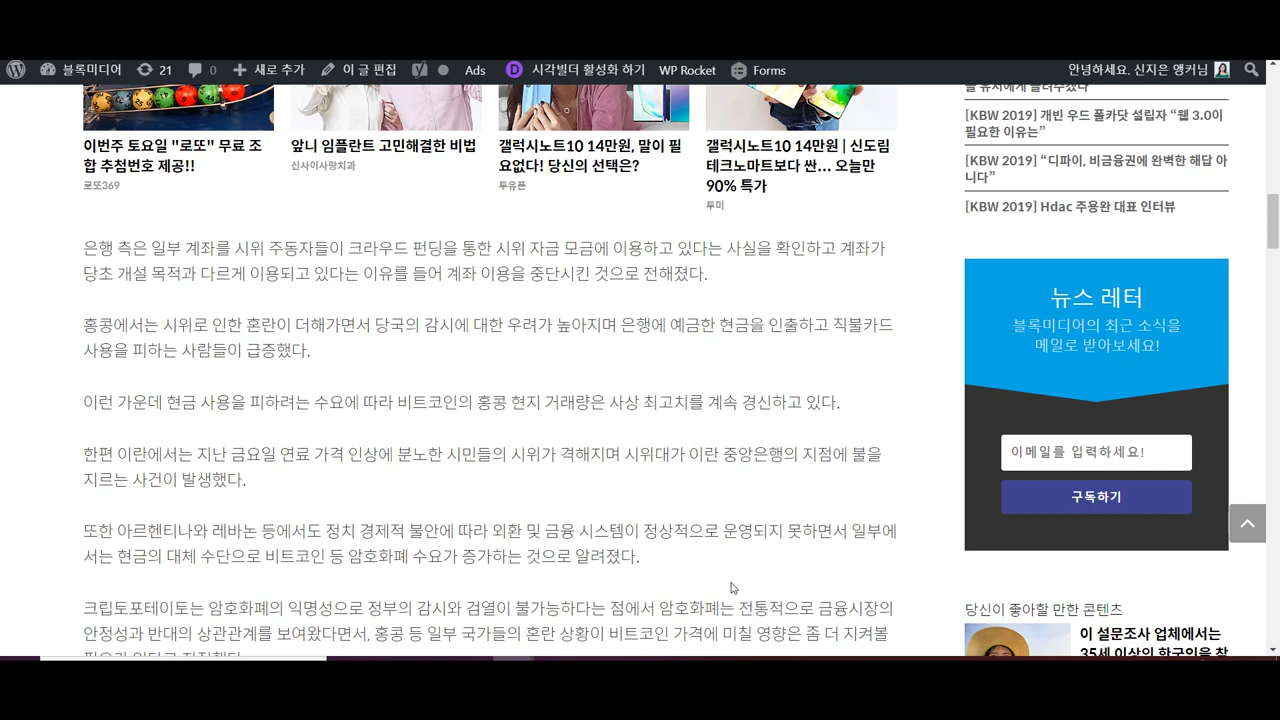 블록미디어 21 0 새로 추가 이 글 편집 Ads 시각빌더 활성화 하기 WP Rocket Forms 안녕하세요. 신지은 앵커님
이번주 토요일 "로또" 무료 조
합 추첨번호 제공!!
로또369
앞니 임플란트 고민해결한 비법
신사이사랑치과
갤럭시노트10 14만원, 말이 필
요없다! 당신의 선택은?
투유폰
갤럭시노트10 14만원 | 신도림
테크노마트보다 싼... 오늘만
90% 특가
투미
은행 측은 일부 계좌를 시위 주동자들이 크라우드 펀딩을 통한 시위 자금 모금에 이용하고 있다는 사실을 확인하고 계좌가
당초 개설 목적과 다르게 이용되고 있다는 이유를 들어 계좌 이용을 중단시킨 것으로 전해졌다.
홍콩에서는 시위로 인한 혼란이 더해가면서 당국의 감시에 대한 우려가 높아지며 은행에 예금한 현금을 인출하고 직불카드
사용을 피하는 사람들이 급증했다.
이런 가운데 현금 사용을 피하려는 수요에 따라 비트코인의 홍콩 현지 거래량은 사상 최고치를 계속 경신하고 있다.
한편 이란에서는 지난 금요일 연료 가격 인상에 분노한 시민들의 시위가 격해지며 시위대가 이란 중앙은행의 지점에 불을
지르는 사건이 발생했다.
또한 아르헨티나와 레바논 등에서도 정치 경제적 불안에 따라 외환 및 금융 시스템이 정상적으로 운영되지 못하면서 일부에
서는 현금의 대체 수단으로 비트코인 등 암호화폐 수요가 증가하는 것으로 알려졌다.
크립토포테이토는 암호화폐의 익명성으로 정부의 감시와 검열이 불가능하다는 점에서 암호화폐는 전통적으로 금융시장의
안정성과 반대의 상관관계를 보여왔다면서, 홍콩 등 일부 국가들의 혼란 상황이 비트코인 가격에 미칠 영향은 좀 더 지켜볼
[KBW 2019] 개빈 우드 폴카닷 설립자 “웹 3.0이
필요한 이유는”
[KBW 2019] “디파이, 비금융권에 완벽한 해답 아
니다”
[KBW 2019] Hdac 주용완 대표 인터뷰
뉴스 레터
블록미디어의 최근 소식을
메일로 받아보세요!
이메일를 입력하세요!
구독하기
당신이 좋아할 만한 콘텐츠
이 설문조사 업체에서는
35세 이상의 한국인을 찾